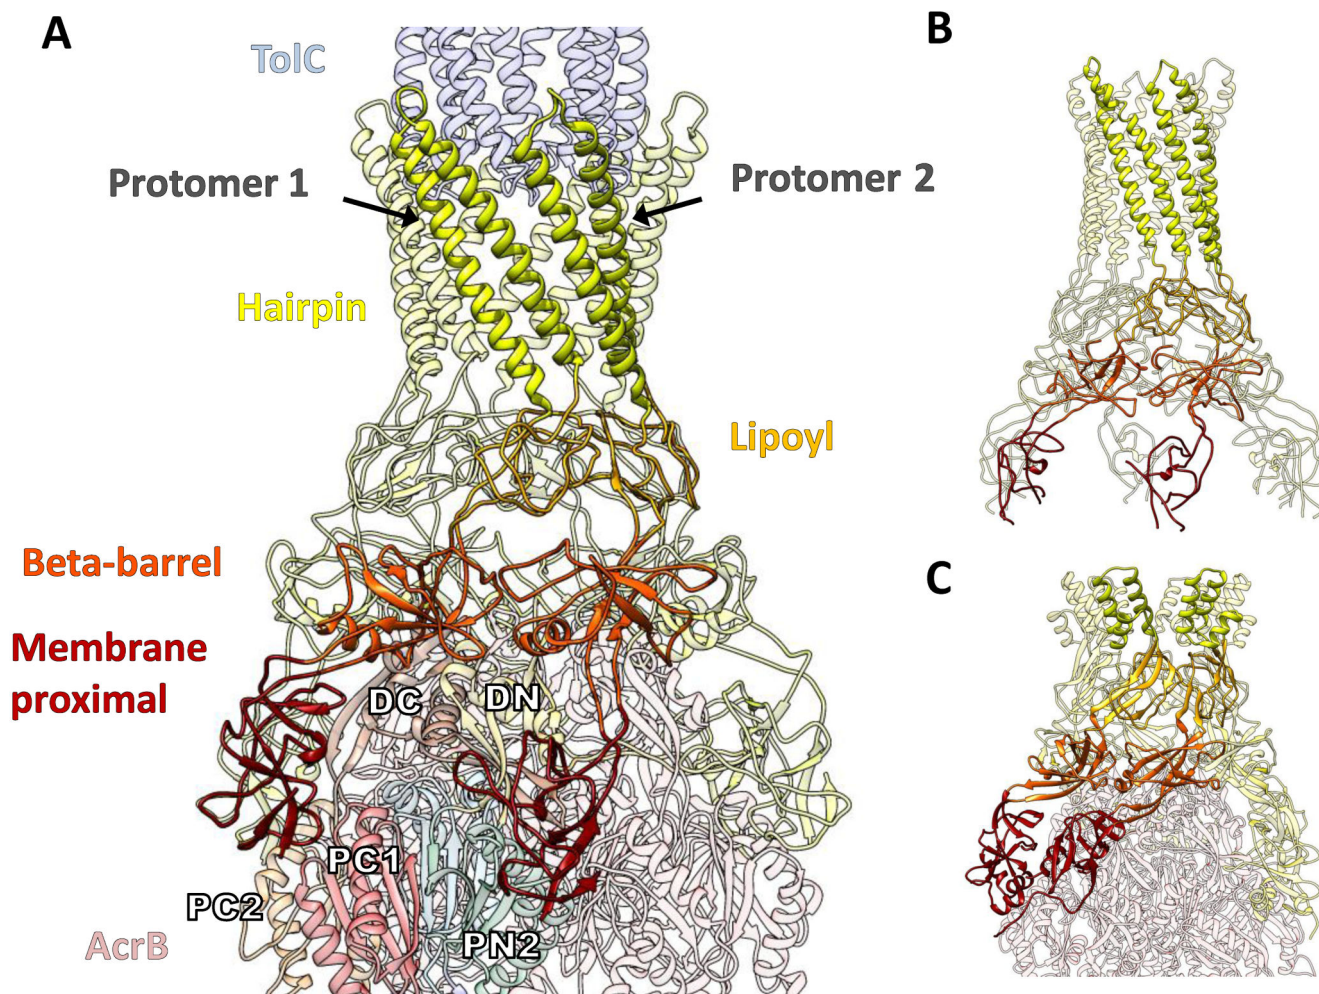 A
TolC
Protomer 1
Protomer 2
Hairpin
Lipoyl
Beta-barrel
Membrane
proximal
DC
DN
PC1
PC2
PN2
AcrB
B
C